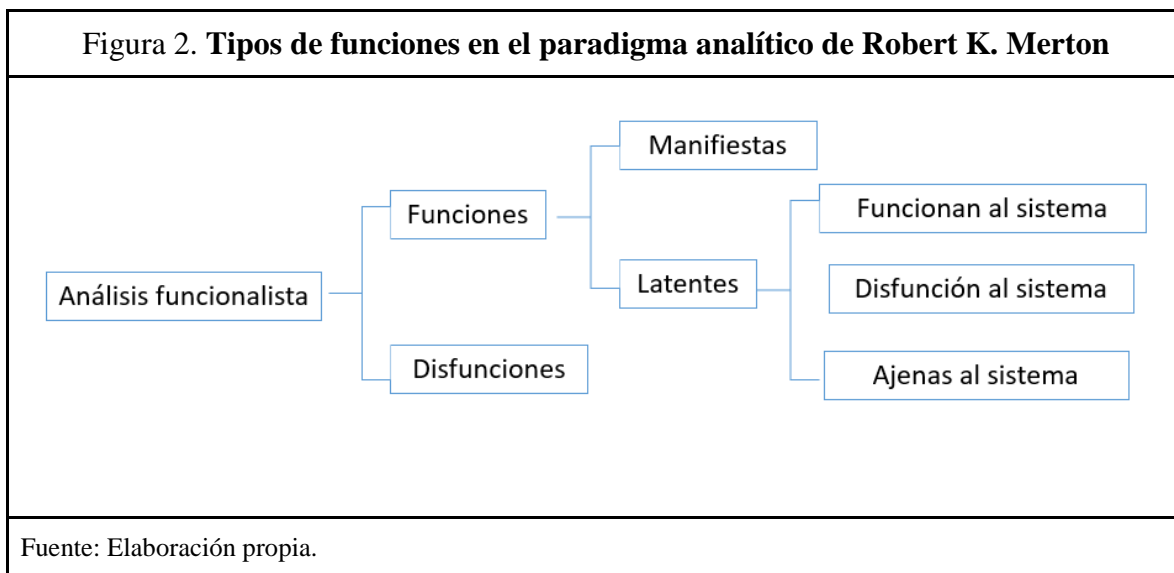 Figura 2. Tipos de funciones en el paradigma analítico de Robert K. Merton
Manifiestas
Funciones
Funcionan al sistema
Análisis funcionalista
Latentes
Disfunción al sistema
Disfunciones
Ajenas al sistema
Fuente: Elaboración propia.